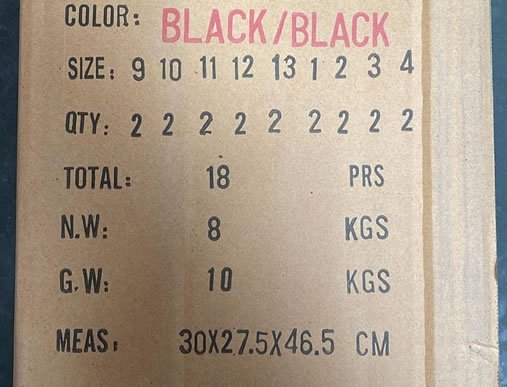 COLOR: BLACK/BLACK
SIZE: 9 10 11 12 13 1 2 3 4
QTY: 2 2 2 2 2 2 2 2 2
TOTAL: 18 PRS
N.W: 8 KGS
G.W: 10 KGS
MEAS: 30X27.5X46.5 CM